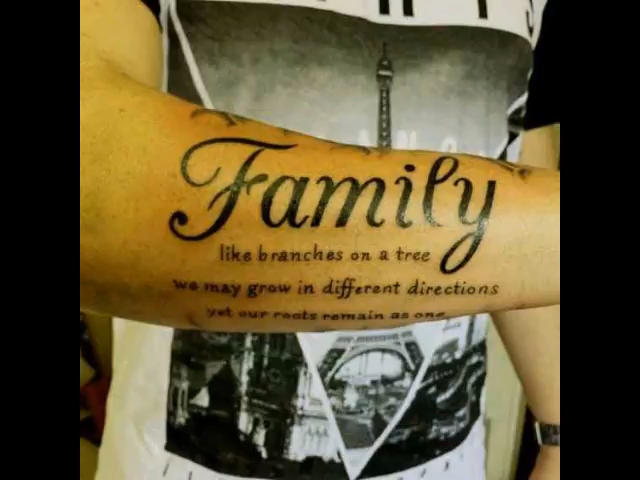 Family
like branches on a tree
we may grow in different directions
yet our roots remain as one